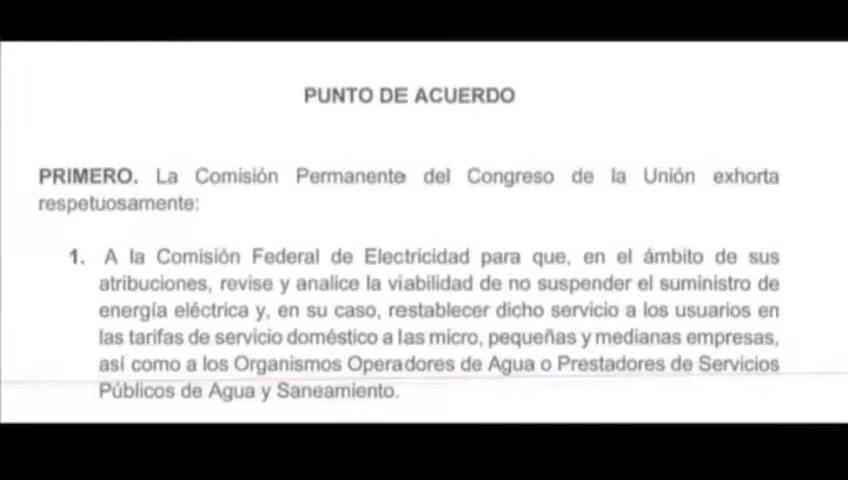 PUNTO DE ACUERDO
PRIMERO. La Comisión Permanente del Congreso de la Unión exhorta
respetuosamente:
1. A la Comisión Federal de Electricidad para que, en el ámbito de sus
atribuciones, revise y analice la viabilidad de no suspender el suministro de
energía eléctrica y, en su caso, restablecer dicho servicio a los usuarios en
las tarifas de servicio doméstico a las micro, pequeñas y medianas empresas,
así como a los Organismos Operadores de Agua o Prestadores de Servicios
Públicos de Agua y Saneamiento.